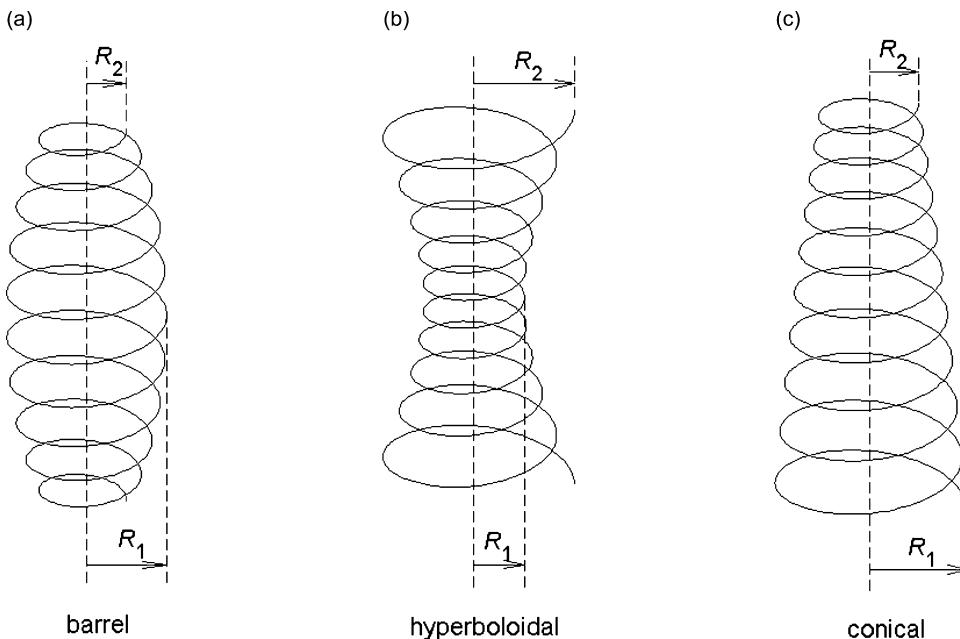 (a) (b) (c)
R2 R2 R2
R1 R1 R1
barrel hyperboloidal conical